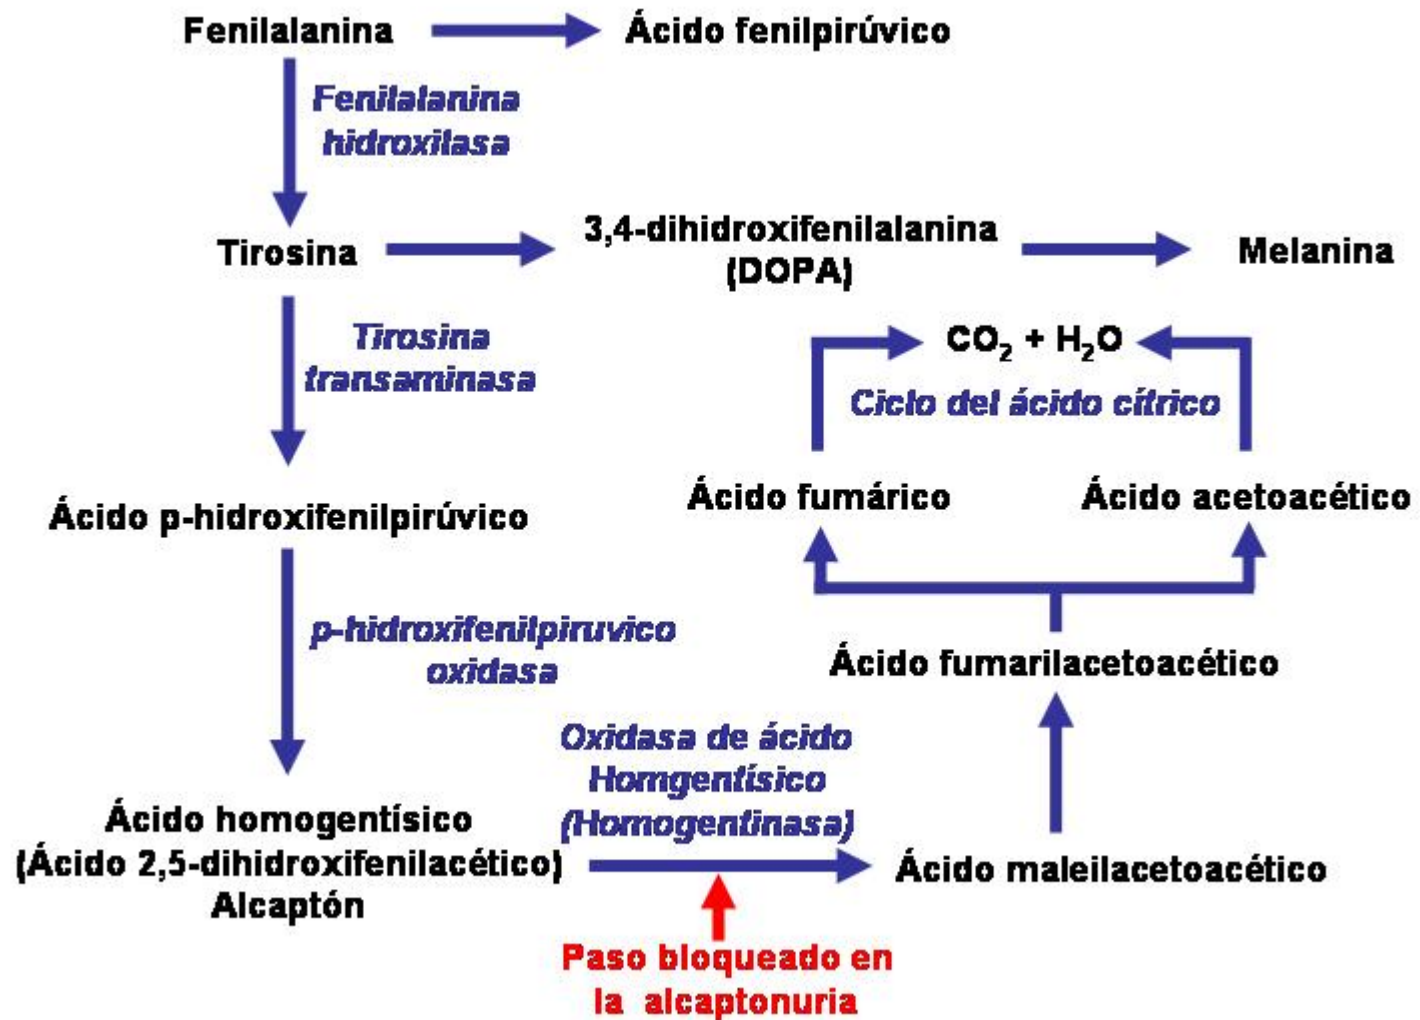 Fenilalanina
Ácido fenilpirúvico
Fenilalanina
hidroxilasa
Tirosina
3,4-dihidroxifenilalanina
(DOPA)
Melanina
Tirosina
transaminasa
CO₂ + H₂O
Ciclo del ácido cítrico
Ácido p-hidroxifenilpirúvico
Ácido fumárico
Ácido acetoacético
p-hidroxifenilpiruvico
oxidasa
Ácido fumarilacetoacético
Oxidasa de ácido
Homgentísico
(Homogentinasa)
Ácido homogentísico
(Ácido 2,5-dihidroxifenilacético)
Alcaptón
Ácido maleilacetoacético
Paso bloqueado en
la alcaptonuria